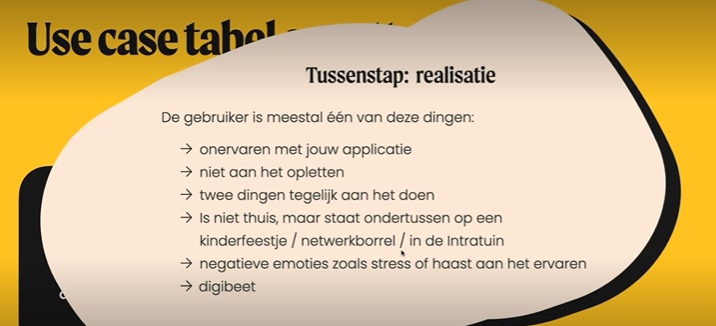 Use case tabel
Tussenstap: realisatie
De gebruiker is meestal één van deze dingen:
→ onervaren met jouw applicatie
→ niet aan het opletten
→ twee dingen tegelijk aan het doen
→ Is niet thuis, maar staat ondertussen op een
kinderfeestje / netwerkborrel / in de Intratuin
→ negatieve emoties zoals stress of haast aan het ervaren
→ digibeet